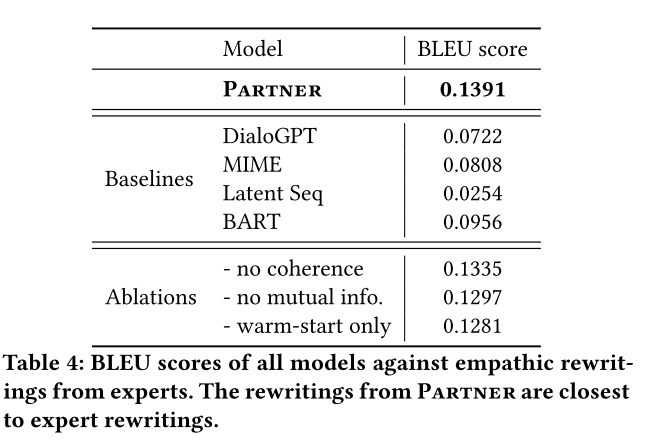 Model BLEU score
PARTNER 0.1391
DialoGPT 0.0722
MIME 0.0808
Baselines
Latent Seq 0.0254
BART 0.0956
- no coherence 0.1335
Ablations - no mutual info. 0.1297
- warm-start only 0.1281
Table 4: BLEU scores of all models against empathic rewrit-
ings from experts. The rewritings from PARTNER are closest
to expert rewritings.